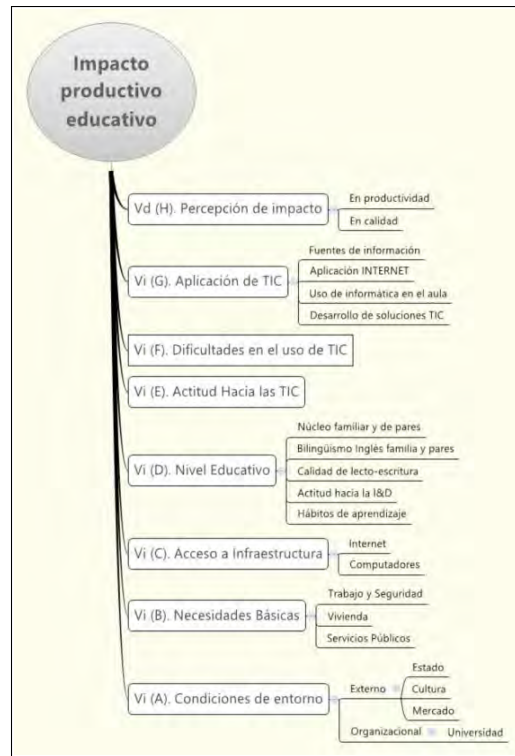 Impacto
productivo
educativo
Vd (H). Percepción de impacto
En productividad
En calidad
Vi (G). Aplicación de TIC
Fuentes de información
Aplicación INTERNET
Uso de informática en el aula
Desarrollo de soluciones TIC
Vi (F). Dificultades en el uso de TIC
Vi (E). Actitud Hacia las TIC
Vi (D). Nivel Educativo
Núcleo familiar y de pares
Bilingüismo Inglés familia y pares
Calidad de lecto-escritura
Actitud hacia la I&D
Hábitos de aprendizaje
Vi (C). Acceso a Infraestructura
Internet
Computadores
Vi (B). Necesidades Básicas
Trabajo y Seguridad
Vivienda
Servicios Públicos
Vi (A). Condiciones de entorno
Externo
Estado
Cultura
Mercado
Organizacional
Universidad